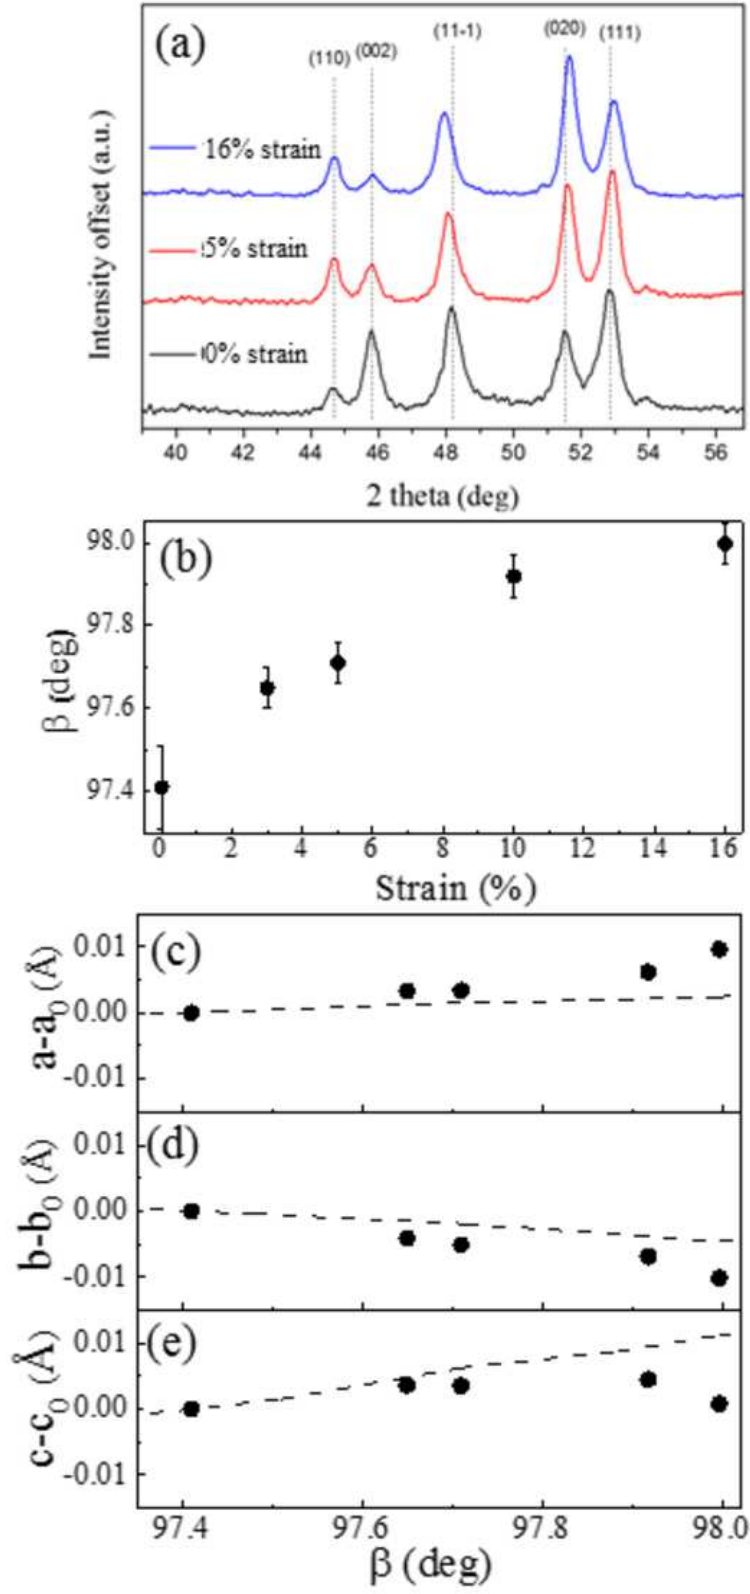 (a)
(110) (002) (11-1) (020) (111)
16% strain
5% strain
0% strain
Intensity offset (a.u.)
40 42 44 46 48 50 52 54 56
2 theta (deg)
(b)
98.0
97.8
97.6
97.4
β (deg)
0 2 4 6 8 10 12 14 16
Strain (%)
(c)
0.01
0.00
-0.01
a-a0 (Å)
(d)
0.01
0.00
-0.01
b-b0 (Å)
(e)
0.01
0.00
-0.01
c-c0 (Å)
97.4 97.6 97.8 98.0
β (deg)